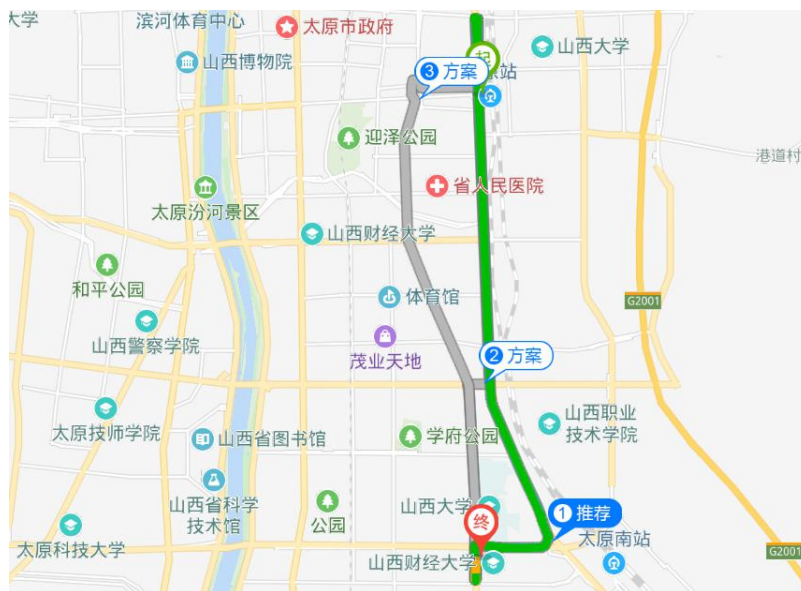 大学
滨河体育中心
太原市政府
山西博物院
山西大学
起
原站
3 方案
迎泽公园
港道村
省人民医院
太原汾河景区
山西财经大学
和平公园
体育馆
G2001
山西警察学院
茂业天地
2 方案
太原技师学院
山西省图书馆
学府公园
山西职业
技术学院
山西省科学
技术馆
公园
山西大学
1 推荐
终
太原科技大学
太原南站
山西财经大学
G2001